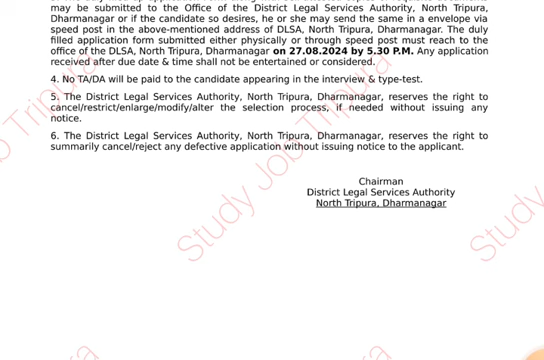 may be submitted to the Office of the District Legal Services Authority, North Tripura,
Dharmanagar or if the candidate so desires, he or she may send the same in a envelope via
speed post in the above-mentioned address of DLSA, North Tripura, Dharmanagar. The duly
filled application form submitted either physically or through speed post must reach to the
office of the DLSA, North Tripura, Dharmanagar on 27.08.2024 by 5.30 P.M. Any application
received after due date & time shall not be entertained or considered.
4. No TA/DA will be paid to the candidate appearing in the interview & type-test.
5. The District Legal Services Authority, North Tripura, Dharmanagar, reserves the right to
cancel/restrict/enlarge/modify/alter the selection process, if needed without issuing any
notice.
6. The District Legal Services Authority, North Tripura, Dharmanagar, reserves the right to
summarily cancel/reject any defective application without issuing notice to the applicant.
Chairman
District Legal Services Authority
North Tripura, Dharmanagar
Study Job Tripura
Study
b Tripura